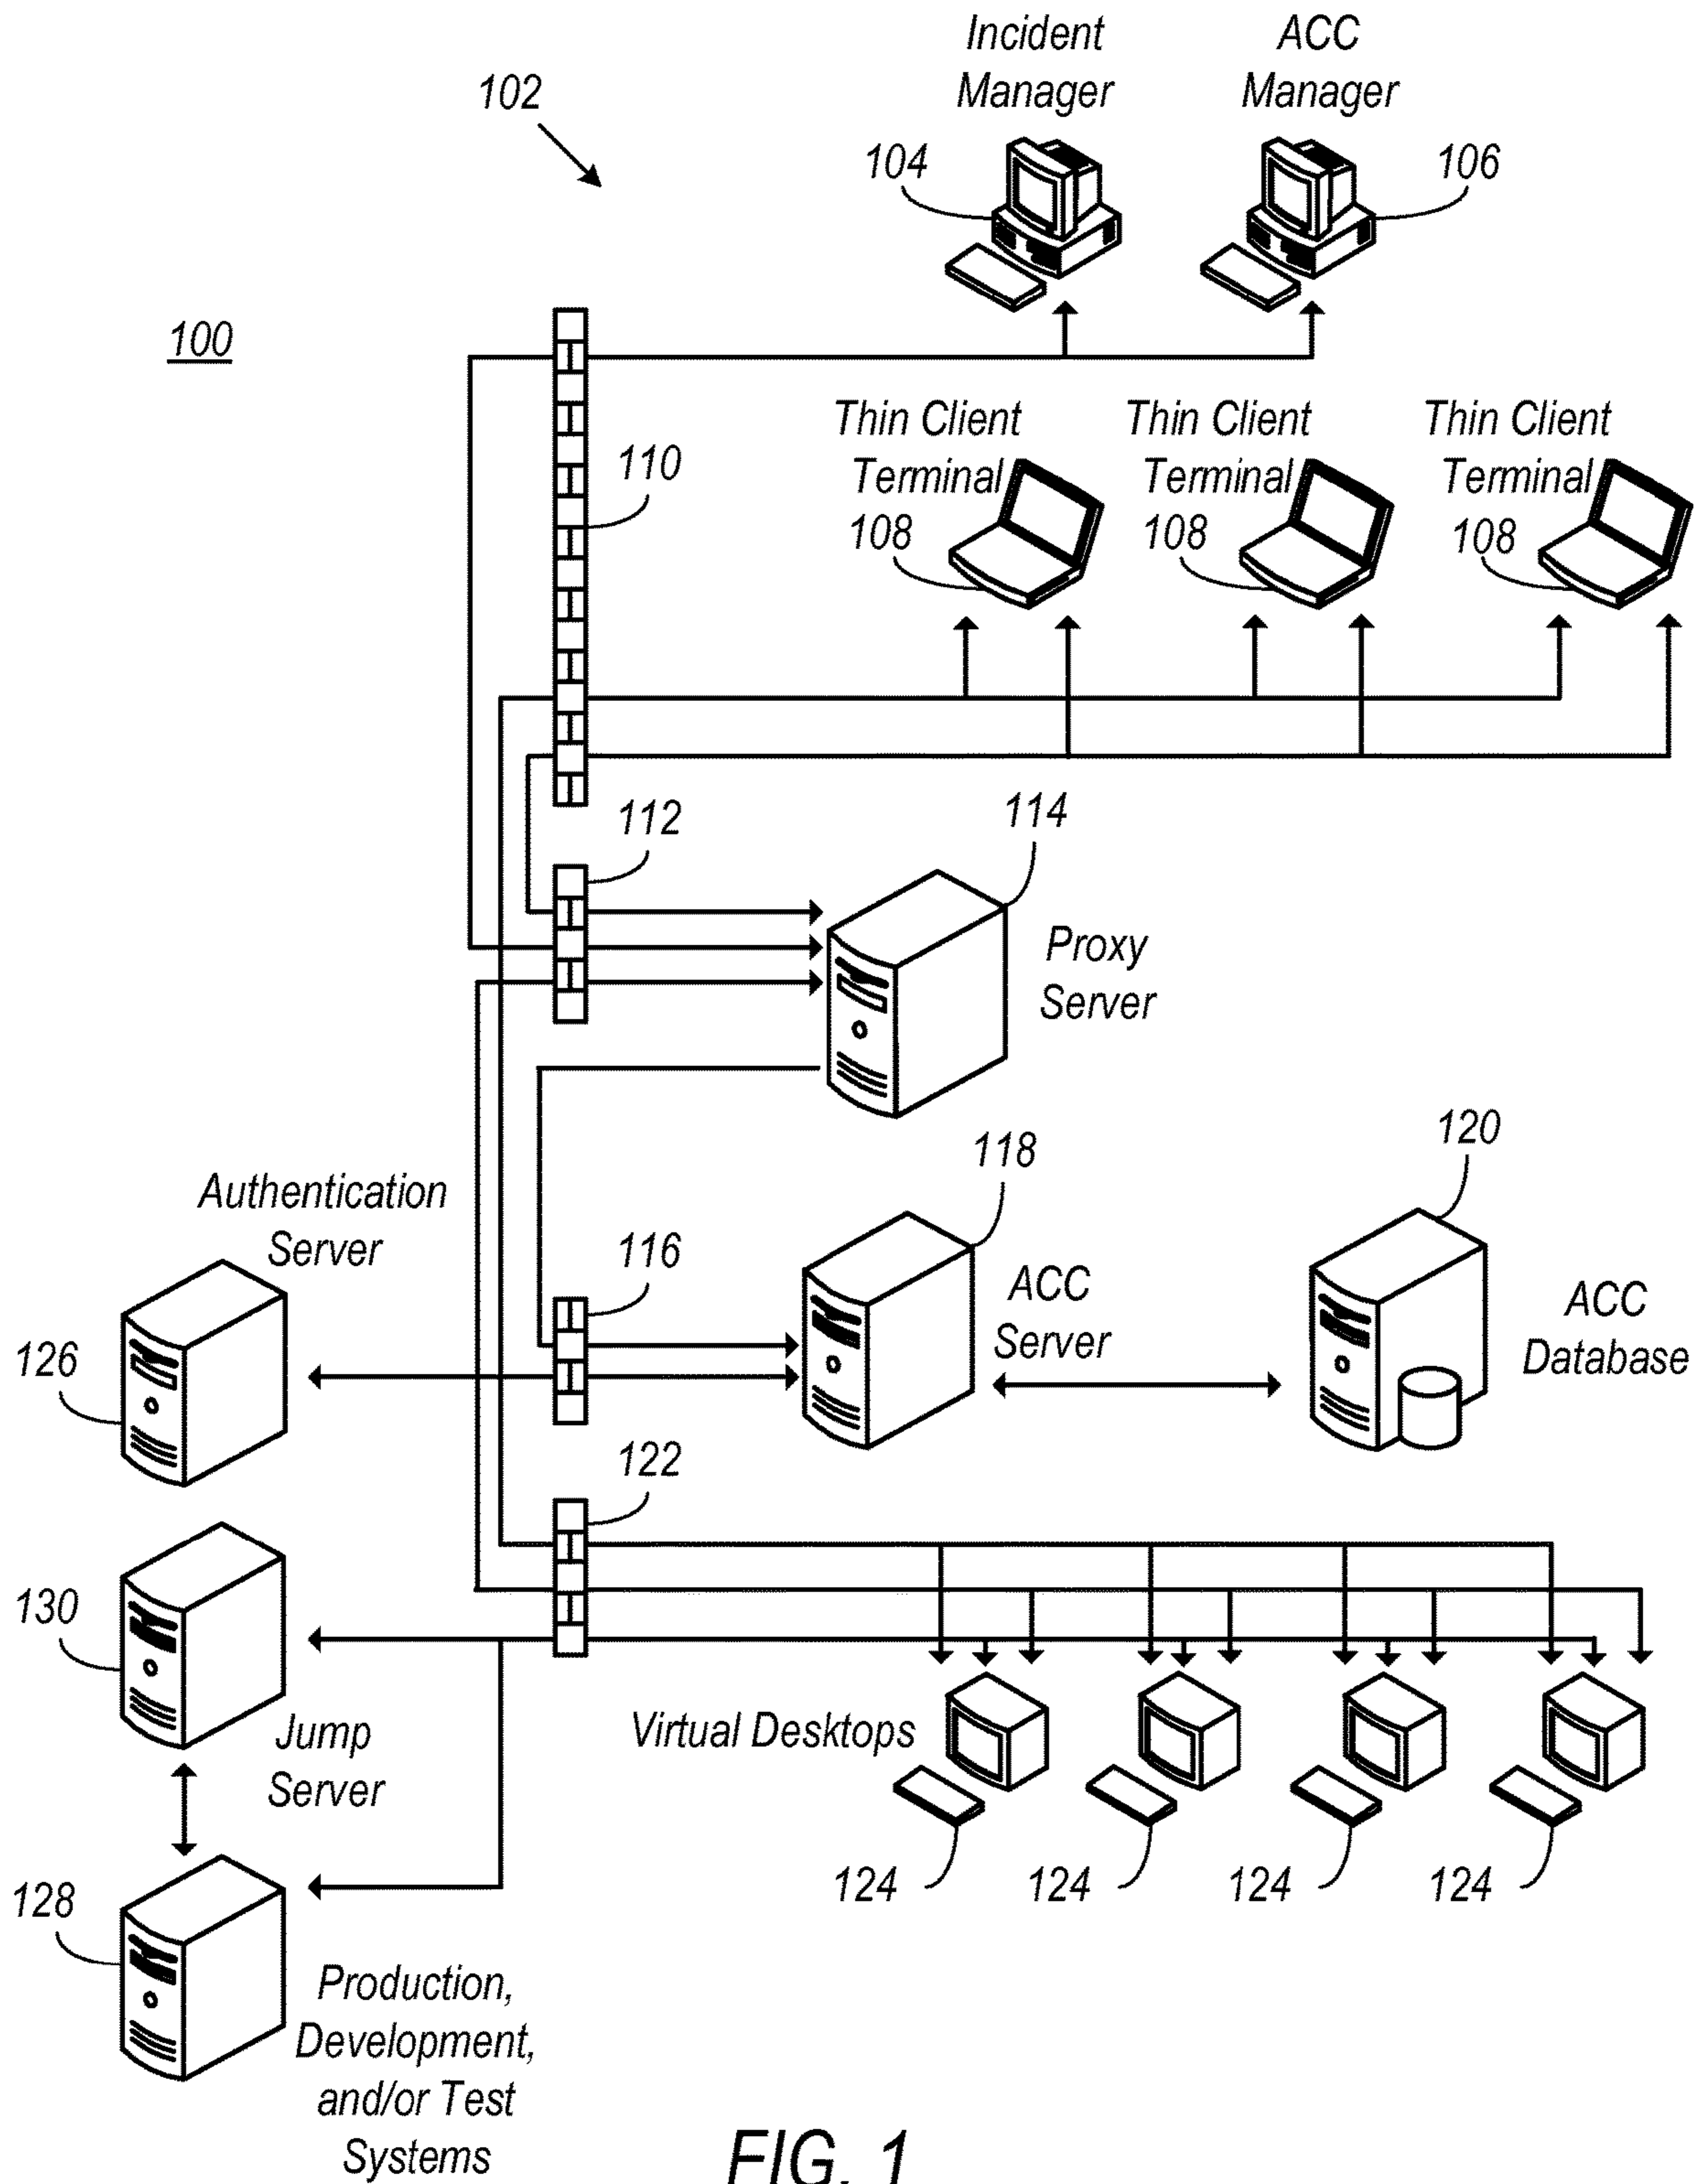 Incident
Manager
ACC
Manager
102
104
106
100
Thin Client
Terminal
108
Thin Client
Terminal
108
Thin Client
Terminal
108
110
112
114
Proxy
Server
118
120
Authentication
Server
116
ACC
Server
ACC
Database
126
122
130
Jump
Server
Virtual Desktops
124
124
124
124
128
Production,
Development,
and/or Test
Systems
FIG. 1